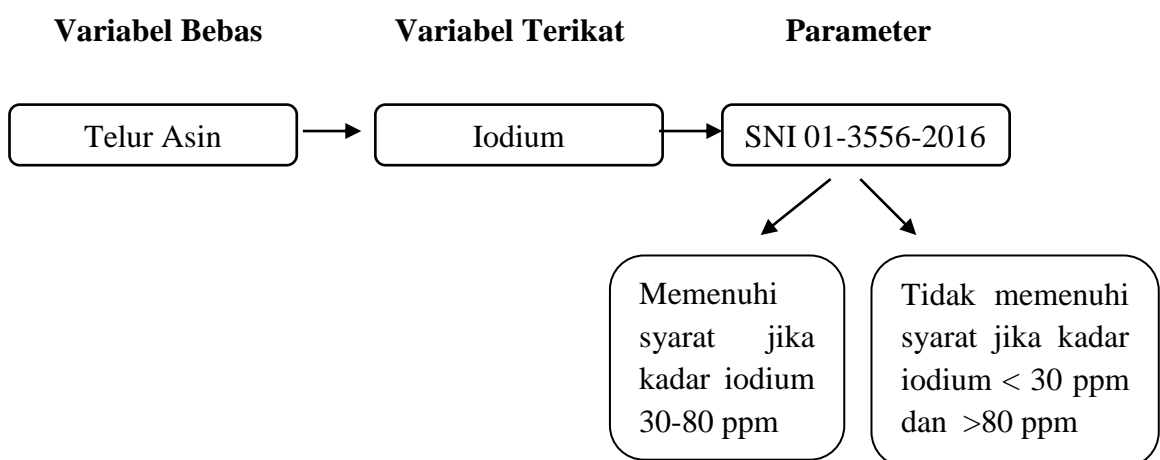 Variabel Bebas Variabel Terikat Parameter
Telur Asin Iodium SNI 01-3556-2016
Memenuhi
syarat jika
kadar iodium
30-80 ppm
Tidak memenuhi
syarat jika kadar
iodium < 30 ppm
dan >80 ppm